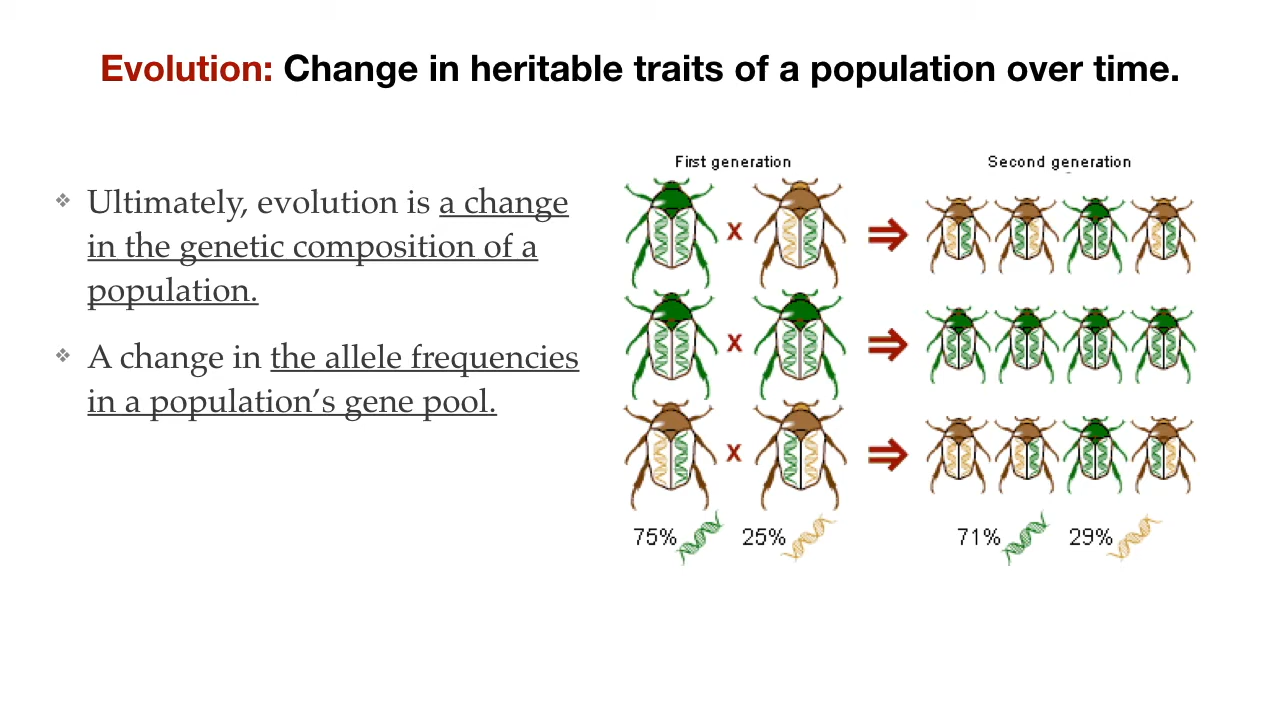 Evolution: Change in heritable traits of a population over time.
❖ Ultimately, evolution is a change
in the genetic composition of a
population.
❖ A change in the allele frequencies
in a population’s gene pool.
First generation
Second generation
x
x
x
75% 25%
71% 29%